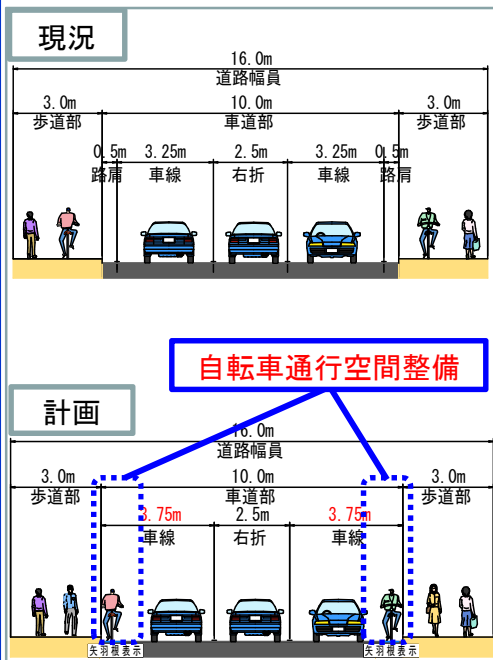 現況
16.0m
道路幅員
3.0m 10.0m 3.0m
歩道部 車道部 歩道部
0.5m 3.25m 2.5m 3.25m 0.5m
路肩 車線 右折 車線 路肩
自転車通行空間整備
計画
16.0m
道路幅員
3.0m 10.0m 3.0m
歩道部 車道部 歩道部
3.75m 2.5m 3.75m
車線 右折 車線
矢羽根表示 矢羽根表示